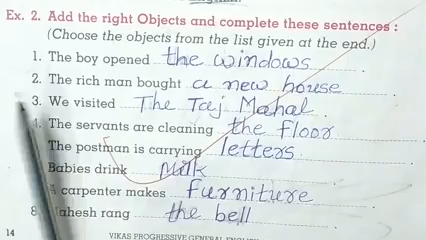 Ex. 2. Add the right Objects and complete these sentences :
(Choose the objects from the list given at the end.)
1. The boy opened the windows
2. The rich man bought a new house
3. We visited The Taj Mahal
4. The servants are cleaning the floor
The postman is carrying letters
Babies drink Milk
carpenter makes furniture
8. Mahesh rang the bell
14 VIKAS PROGRESSIVE GENERAL